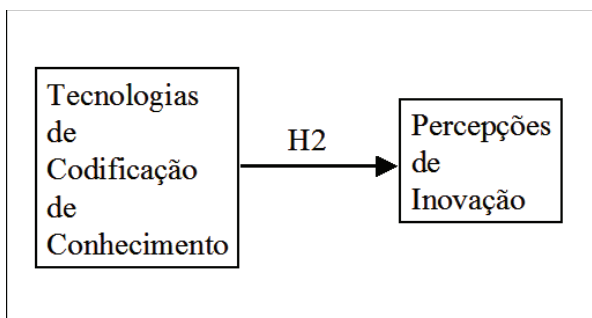 Tecnologias
de
Codificação
de
Conhecimento
H2
Percepções
de
Inovação